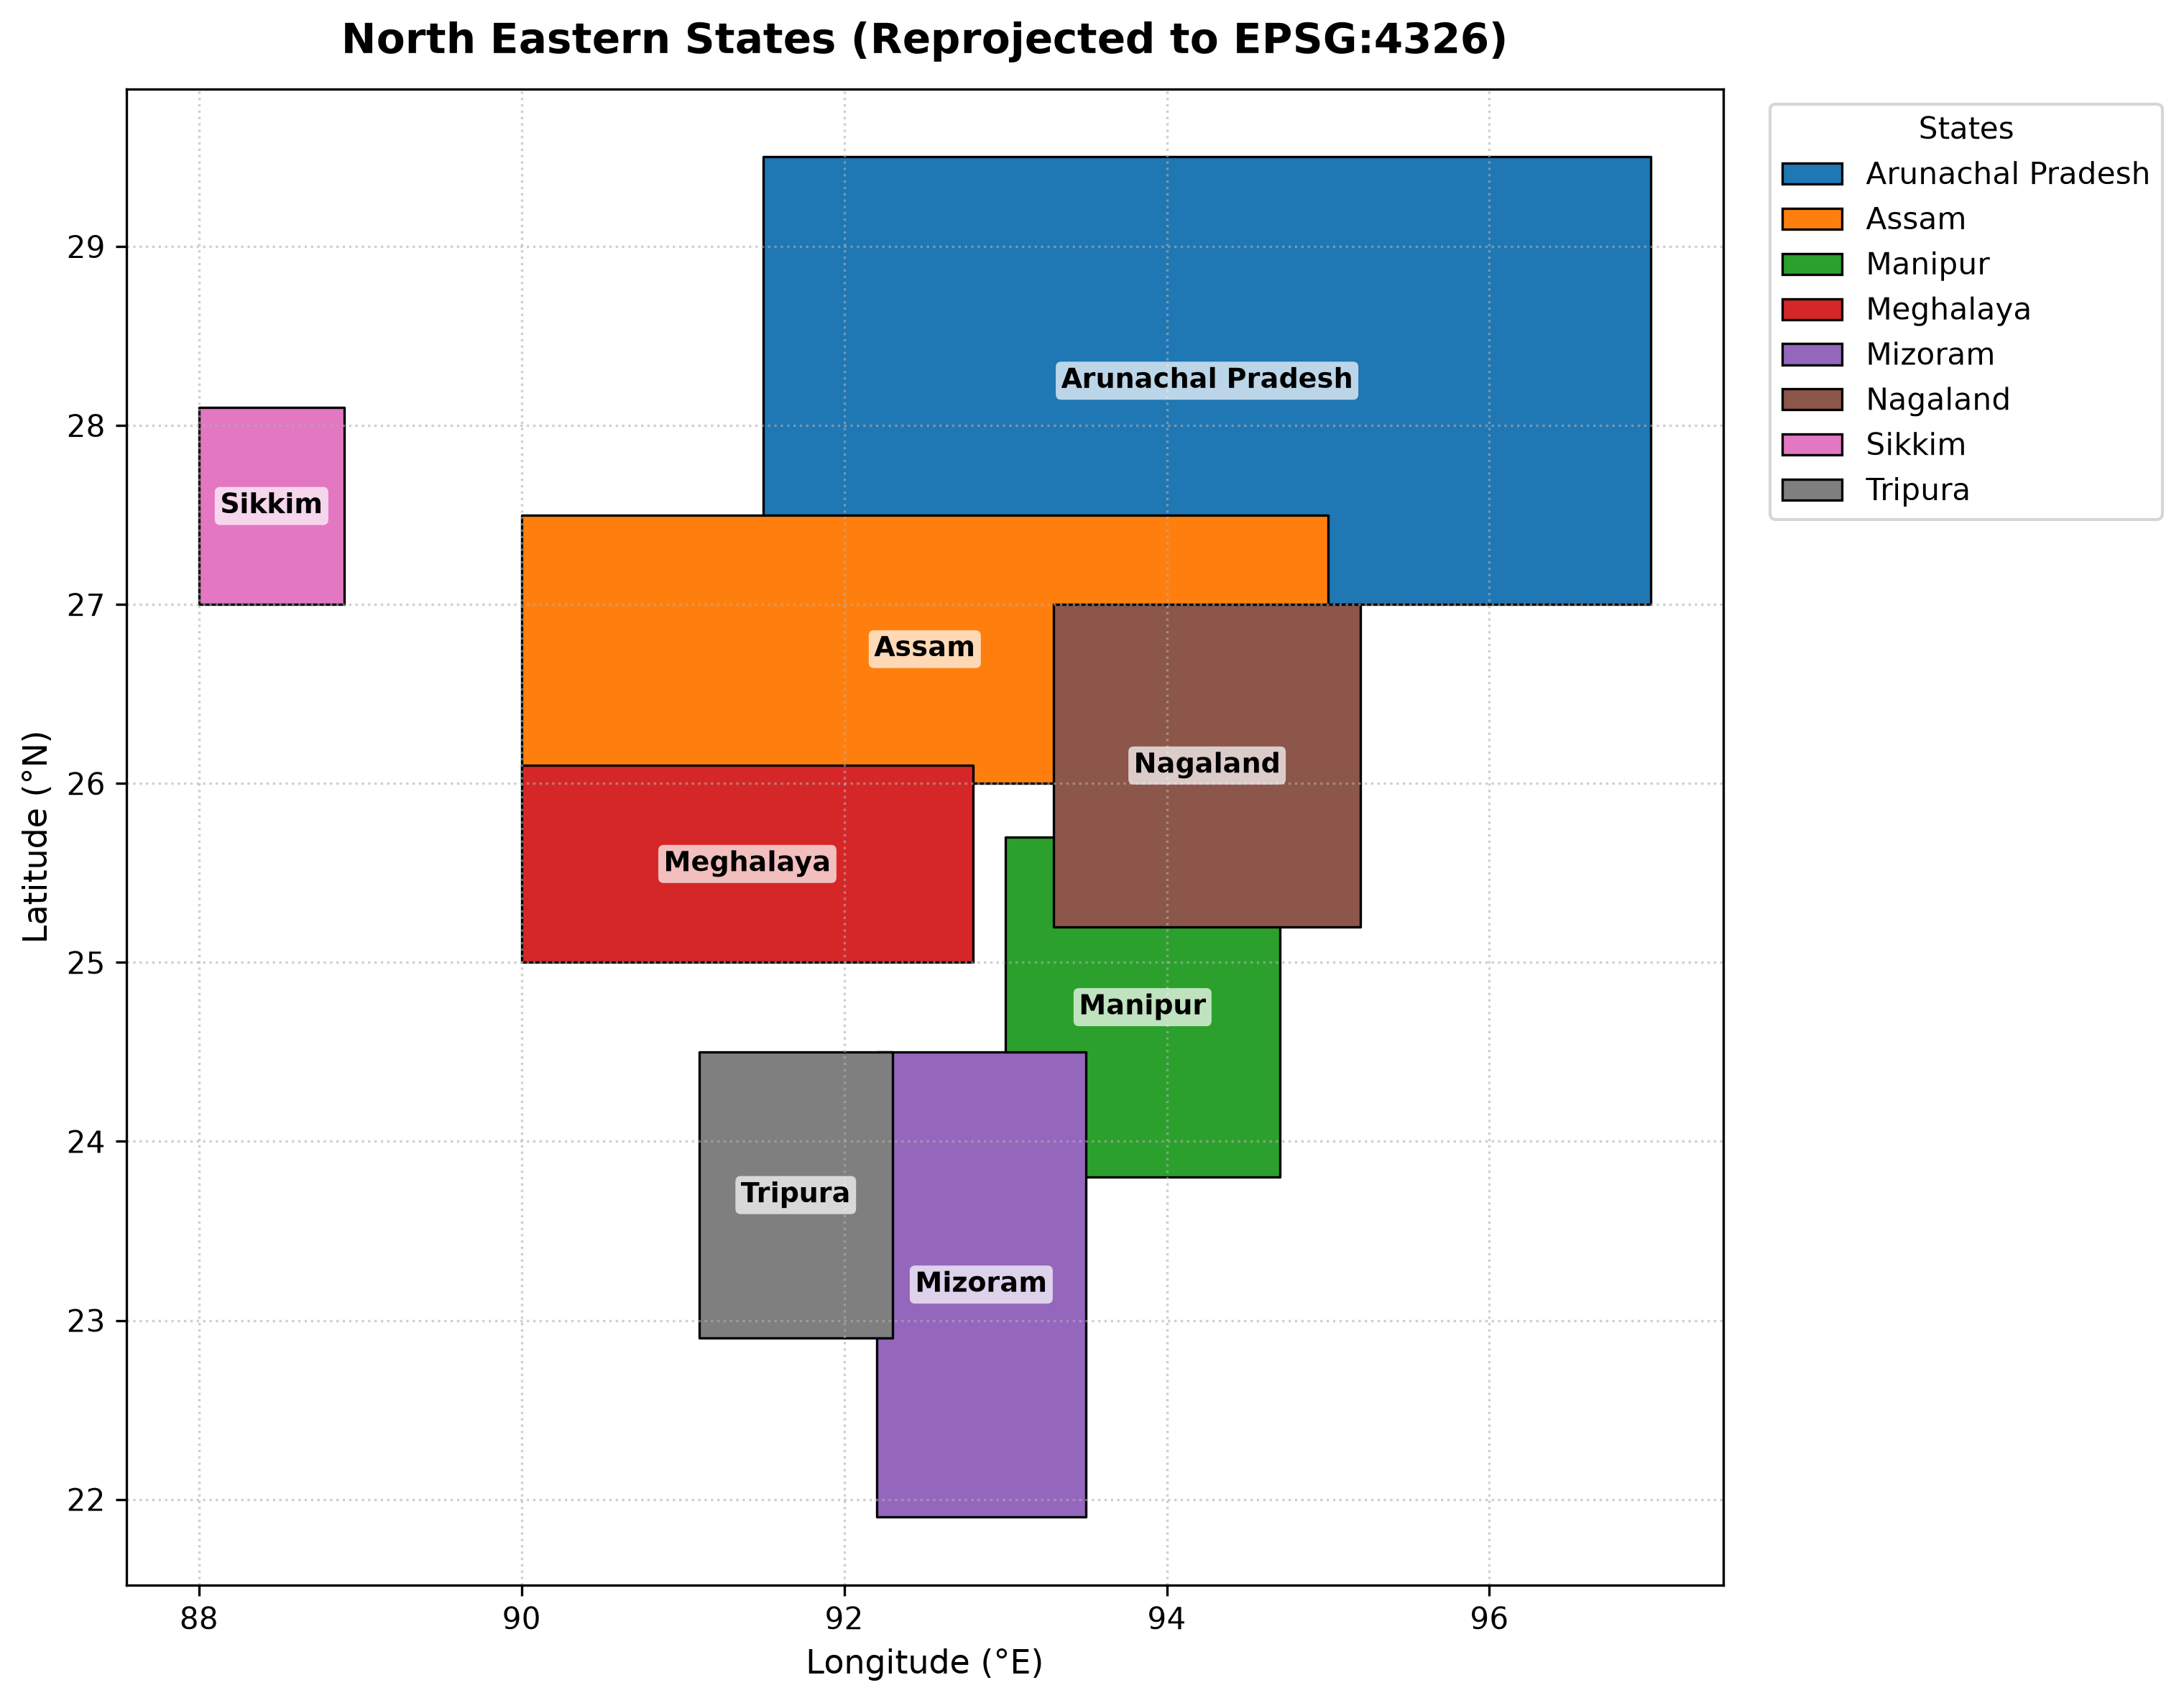 North Eastern States (Reprojected to EPSG:4326)
States
Arunachal Pradesh
Assam
Manipur
Meghalaya
Mizoram
Nagaland
Sikkim
Tripura
Latitude (°N)
29
28
27
26
25
24
23
22
Arunachal Pradesh
Sikkim
Assam
Nagaland
Meghalaya
Manipur
Tripura
Mizoram
88
90
92
94
96
Longitude (°E)